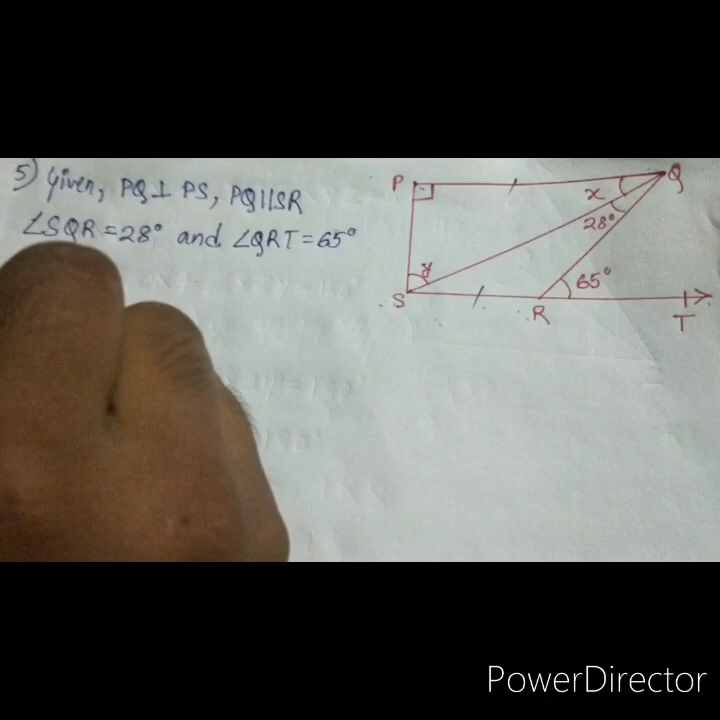 5) Given, PQ ⊥ PS, PQ||SR
∠SQR = 28° and ∠QRT = 65°
P
Q
x
28°
y
65°
S
R
T
PowerDirector